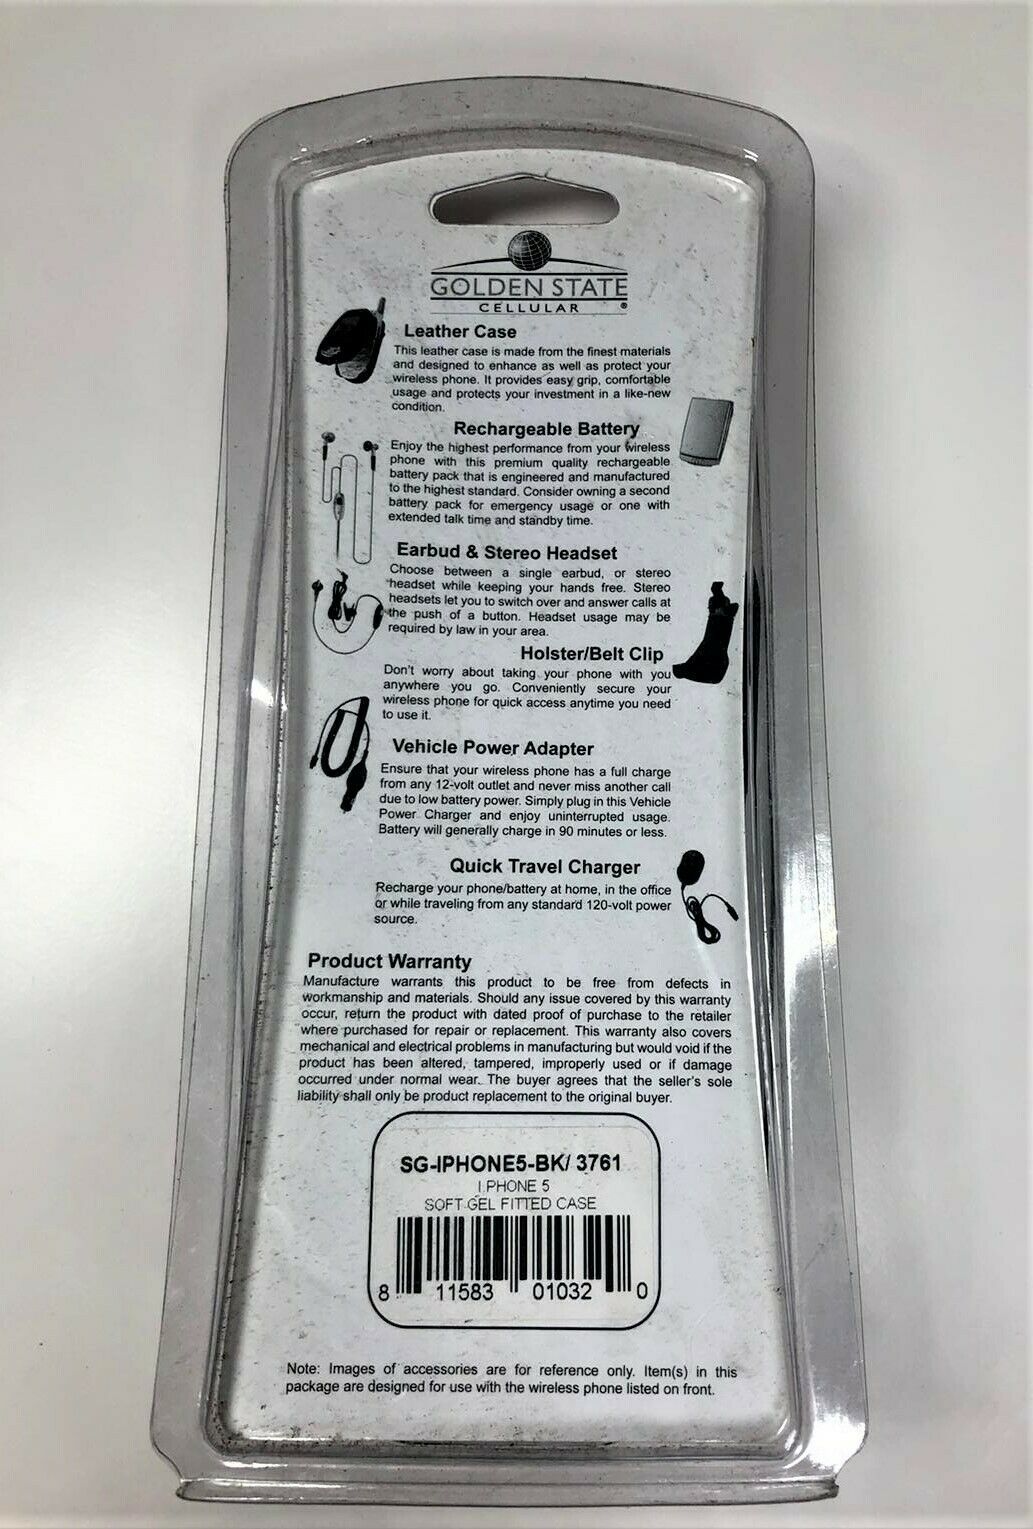 GOLDEN STATE
CELLULAR ®
Leather Case
This leather case is made from the finest materials
and designed to enhance as well as protect your
wireless phone. It provides easy grip, comfortable
usage and protects your investment in a like-new
condition.
Rechargeable Battery
Enjoy the highest performance from your wireless
phone with this premium quality rechargeable
battery pack that is engineered and manufactured
to the highest standard. Consider owning a second
battery pack for emergency usage or one with
extended talk time and standby time.
Earbud & Stereo Headset
Choose between a single earbud, or stereo
headset while keeping your hands free. Stereo
headsets let you to switch over and answer calls at
the push of a button. Headset usage may be
required by law in your area.
Holster/Belt Clip
Don't worry about taking your phone with you
anywhere you go. Conveniently secure your
wireless phone for quick access anytime you need
to use it.
Vehicle Power Adapter
Ensure that your wireless phone has a full charge
from any 12-volt outlet and never miss another call
due to low battery power. Simply plug in this Vehicle
Power Charger and enjoy uninterrupted usage.
Battery will generally charge in 90 minutes or less.
Quick Travel Charger
Recharge your phone/battery at home, in the office
or while traveling from any standard 120-volt power
source.
Product Warranty
Manufacture warrants this product to be free from defects in
workmanship and materials. Should any issue covered by this warranty
occur, return the product with dated proof of purchase to the retailer
where purchased for repair or replacement. This warranty also covers
mechanical and electrical problems in manufacturing but would void if the
product has been altered, tampered, improperly used or if damage
occurred under normal wear. The buyer agrees that the seller's sole
liability shall only be product replacement to the original buyer.
SG-IPHONE5-BK/ 3761
I PHONE 5
SOFT GEL FITTED CASE
8 11583 01032 0
Note: Images of accessories are for reference only. Item(s) in this
package are designed for use with the wireless phone listed on front.